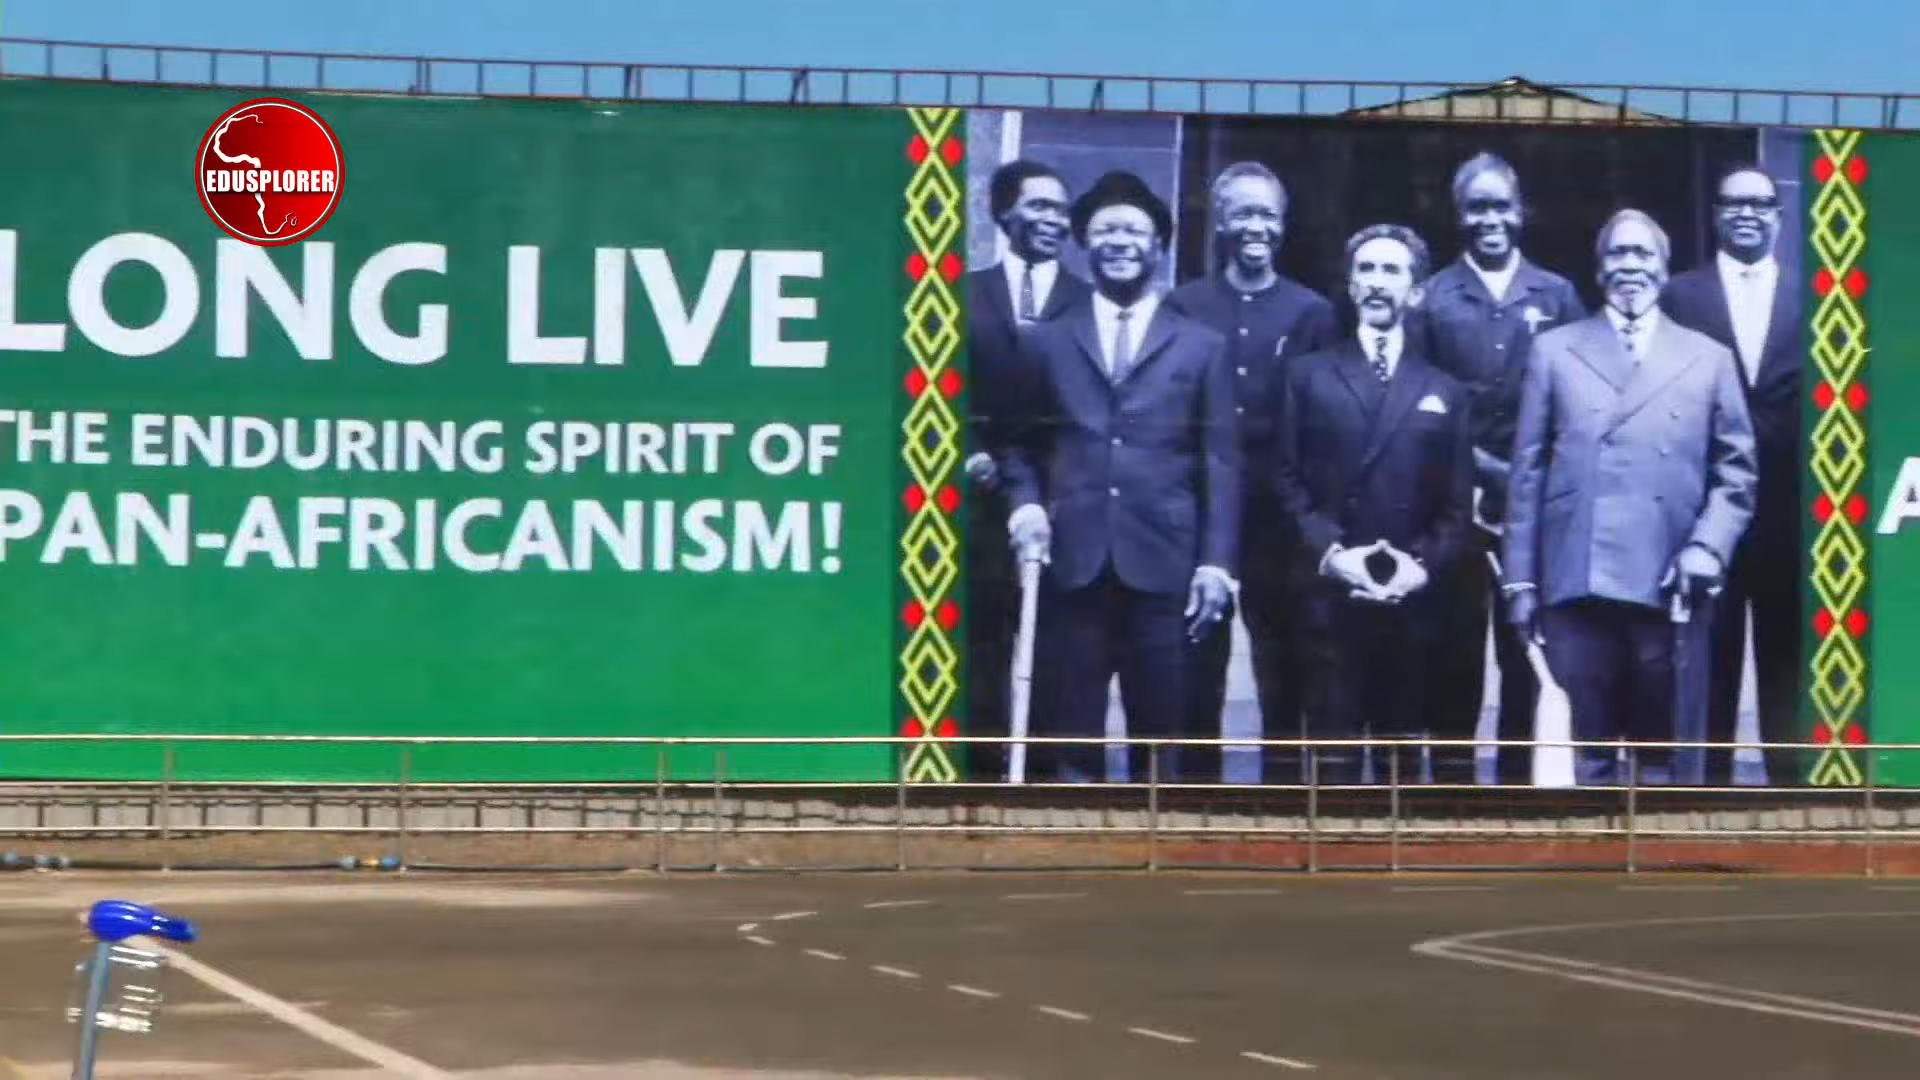 EDUSPLORER
LONG LIVE
THE ENDURING SPIRIT OF
PAN-AFRICANISM!
A